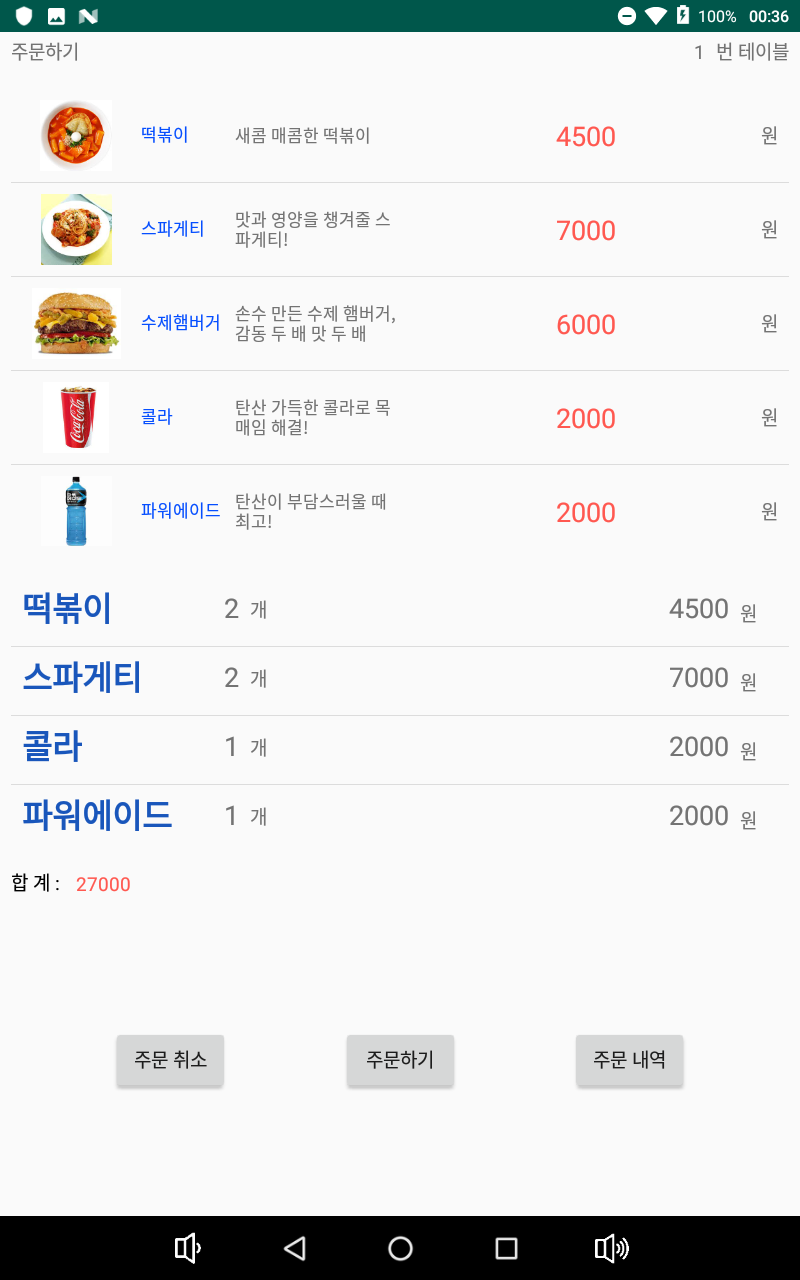 100% 00:36
주문하기 1 번 테이블
떡볶이 새콤 매콤한 떡볶이 4500 원
스파게티 맛과 영양을 챙겨줄 스
파게티! 7000 원
수제햄버거 손수 만든 수제 햄버거,
감동 두 배 맛 두 배 6000 원
Coca-Cola
콜라 탄산 가득한 콜라로 목
매임 해결! 2000 원
파워에이드 탄산이 부담스러울 때
최고! 2000 원
떡볶이 2 개 4500 원
스파게티 2 개 7000 원
콜라 1 개 2000 원
파워에이드 1 개 2000 원
합 계 : 27000
주문 취소 주문하기 주문 내역